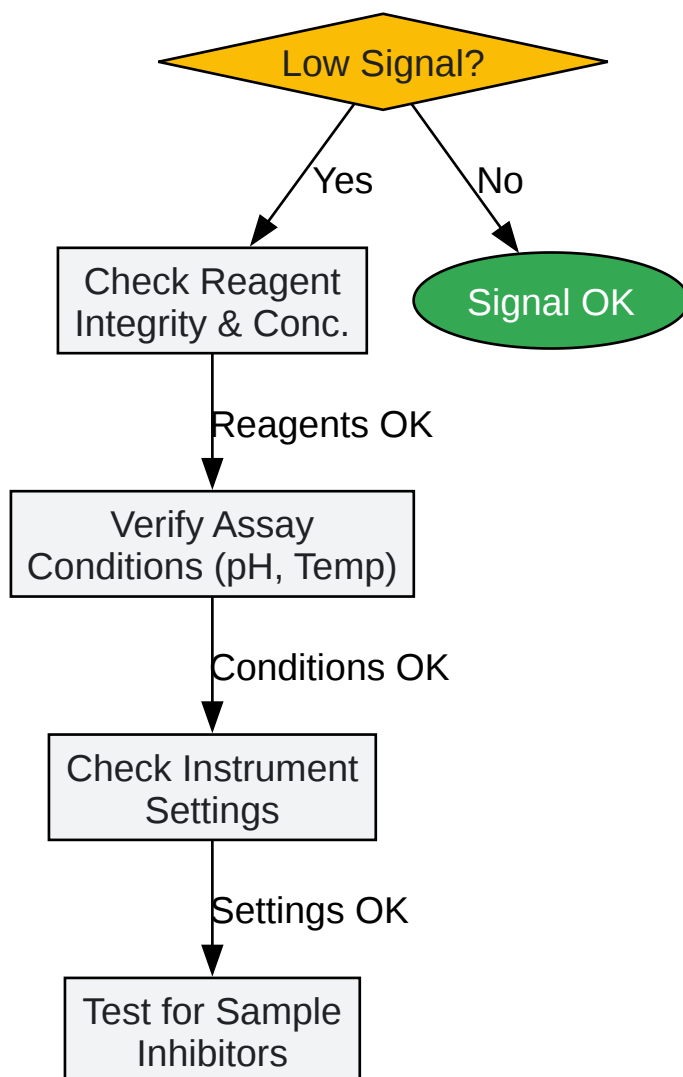 Low Signal?
Yes
No
Check Reagent
Integrity & Conc.
Signal OK
Reagents OK
Verify Assay
Conditions (pH, Temp)
Conditions OK
Check Instrument
Settings
Settings OK
Test for Sample
Inhibitors